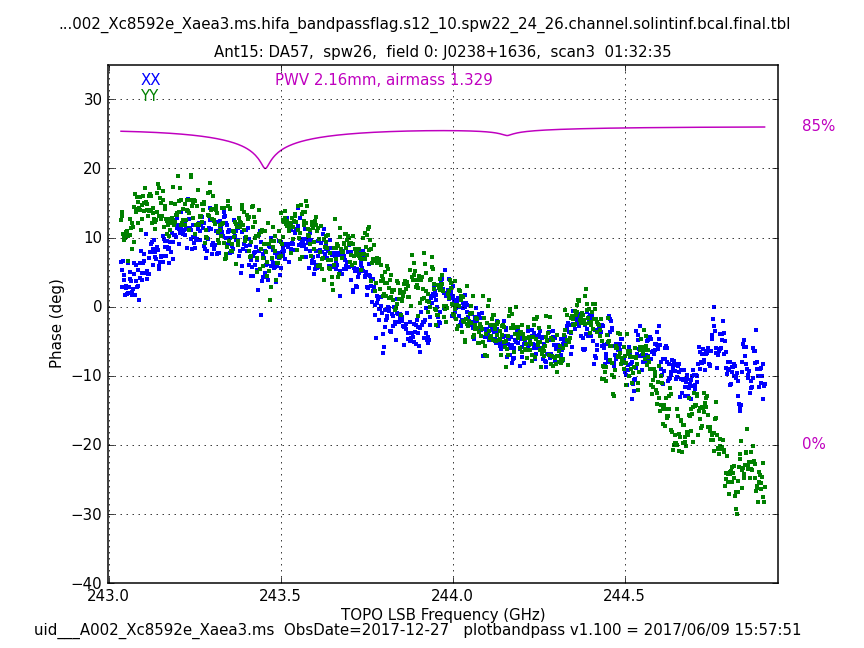 ...002_Xc8592e_Xaea3.ms.hifa_bandpassflag.s12_10.spw22_24_26.channel.solintinf.bcal.final.tbl
Ant15: DA57, spw26, field 0: J0238+1636, scan3 01:32:35
XX
YY
PWV 2.16mm, airmass 1.329
85%
0%
Phase (deg)
30
20
10
0
−10
−20
−30
−40
243.0 243.5 244.0 244.5
TOPO LSB Frequency (GHz)
uid___A002_Xc8592e_Xaea3.ms ObsDate=2017-12-27 plotbandpass v1.100 = 2017/06/09 15:57:51